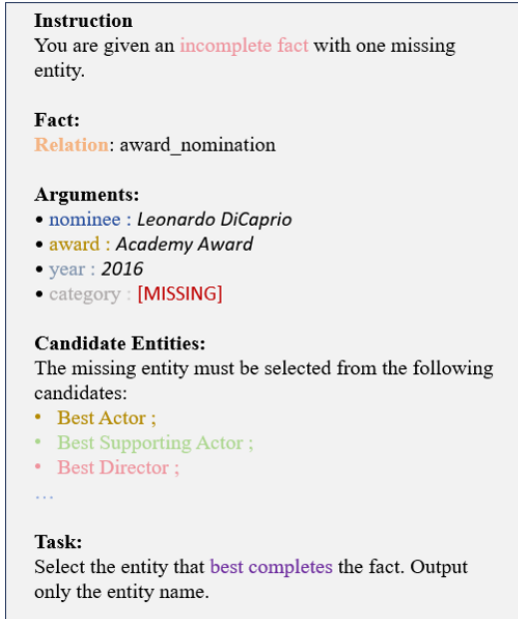 Instruction
You are given an incomplete fact with one missing
entity.
Fact:
Relation: award_nomination
Arguments:
• nominee : Leonardo DiCaprio
• award : Academy Award
• year : 2016
• category : [MISSING]
Candidate Entities:
The missing entity must be selected from the following
candidates:
• Best Actor ;
• Best Supporting Actor ;
• Best Director ;
…
Task:
Select the entity that best completes the fact. Output
only the entity name.